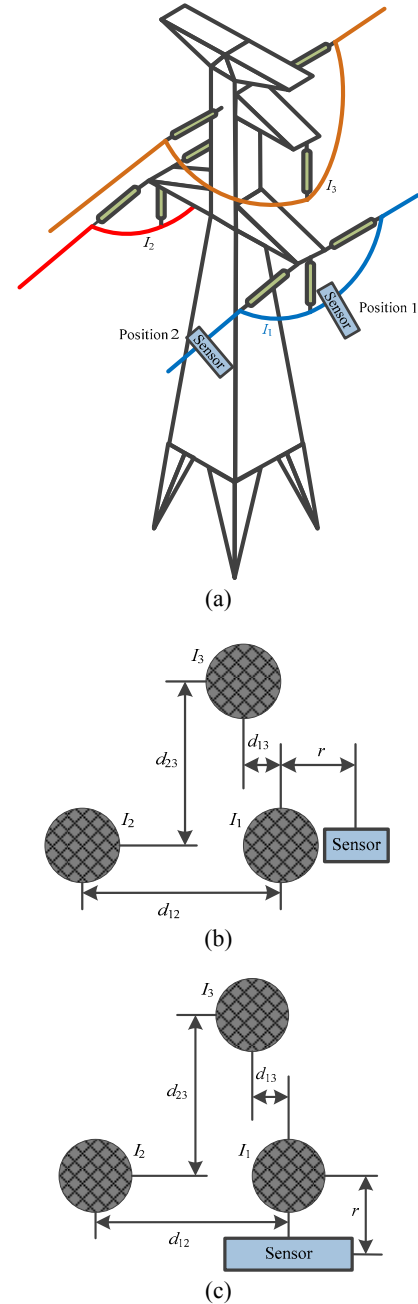 I3
I2
Position 1
Sensor
I1
Position 2
Sensor
(a)
I3
d13
r
d23
I2
I1
Sensor
d12
(b)
I3
d13
d23
I2
I1
r
d12
Sensor
(c)